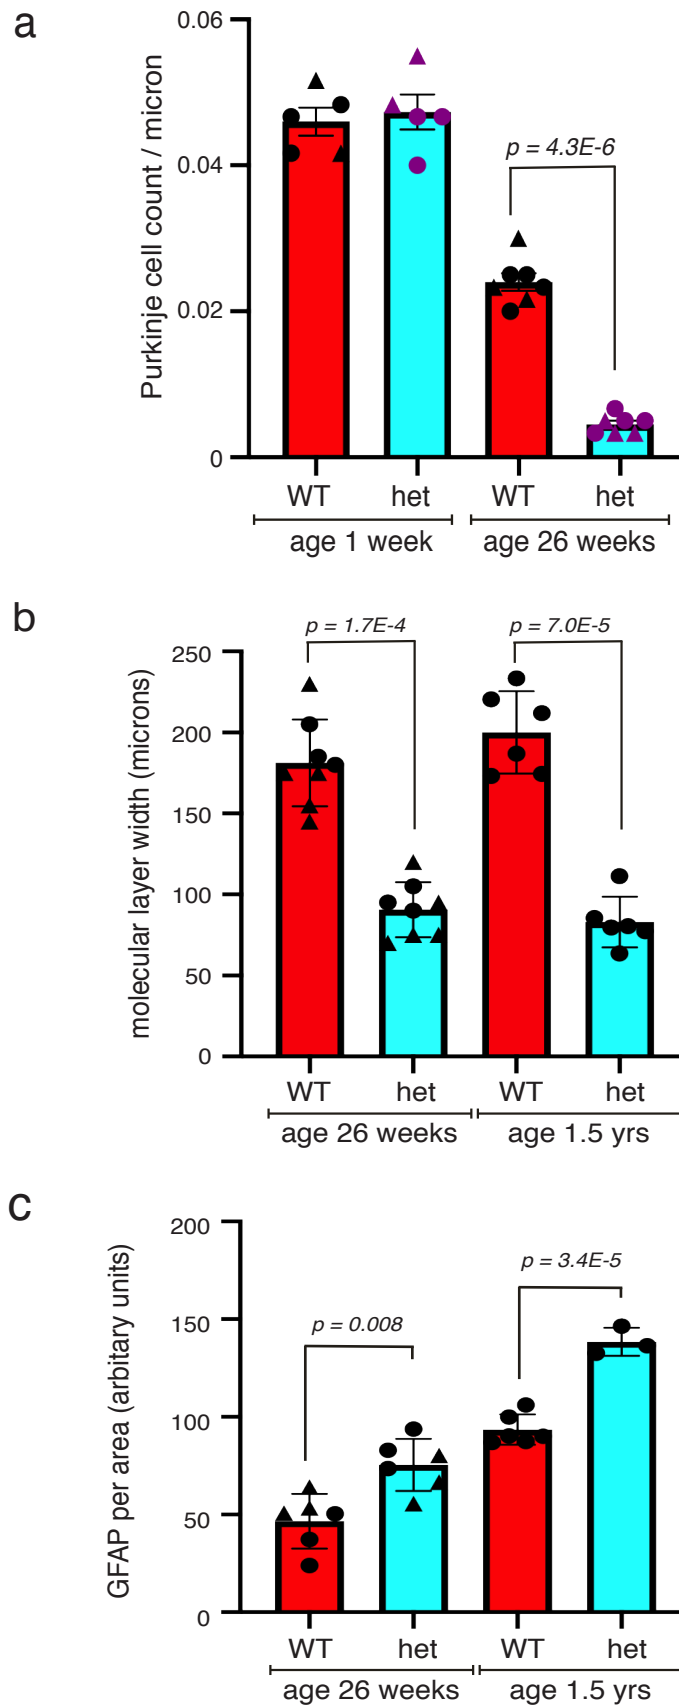 a
Purkinje cell count / micron
0.06
0.04
0.02
0
p = 4.3E-6
WT het WT het
age 1 week age 26 weeks
b
molecular layer width (microns)
250
200
150
100
50
0
p = 1.7E-4 p = 7.0E-5
WT het WT het
age 26 weeks age 1.5 yrs
c
GFAP per area (arbitary units)
200
150
100
50
0
p = 0.008
p = 3.4E-5
WT het WT het
age 26 weeks age 1.5 yrs